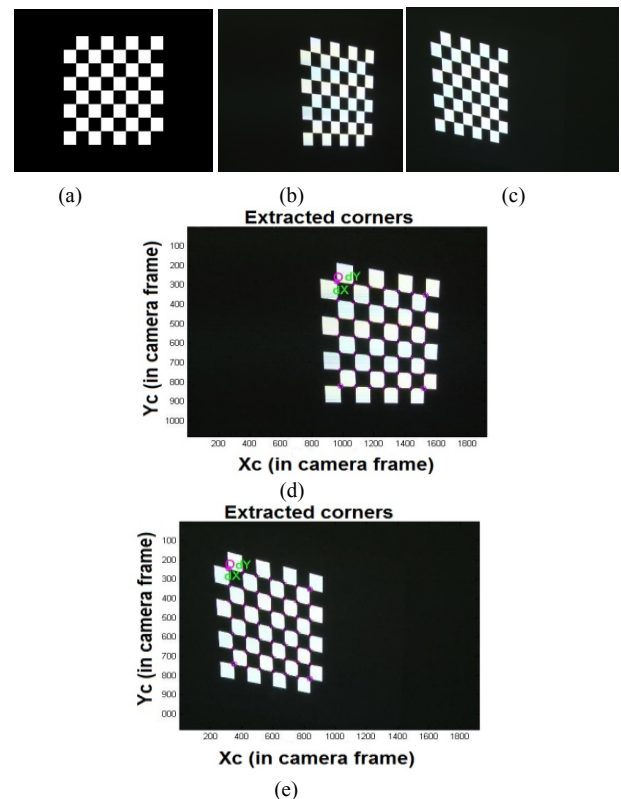 (a) (b) (c)
Extracted corners
Yc (in camera frame)
100
200
300
400
500
600
700
800
900
1000
O
dY
dX
200 400 600 800 1000 1200 1400 1600 1800
Xc (in camera frame)
(d)
Extracted corners
Yc (in camera frame)
100
200
300
400
500
600
700
800
900
000
O
dY
dX
200 400 600 800 1000 1200 1400 1600 1800
Xc (in camera frame)
(e)